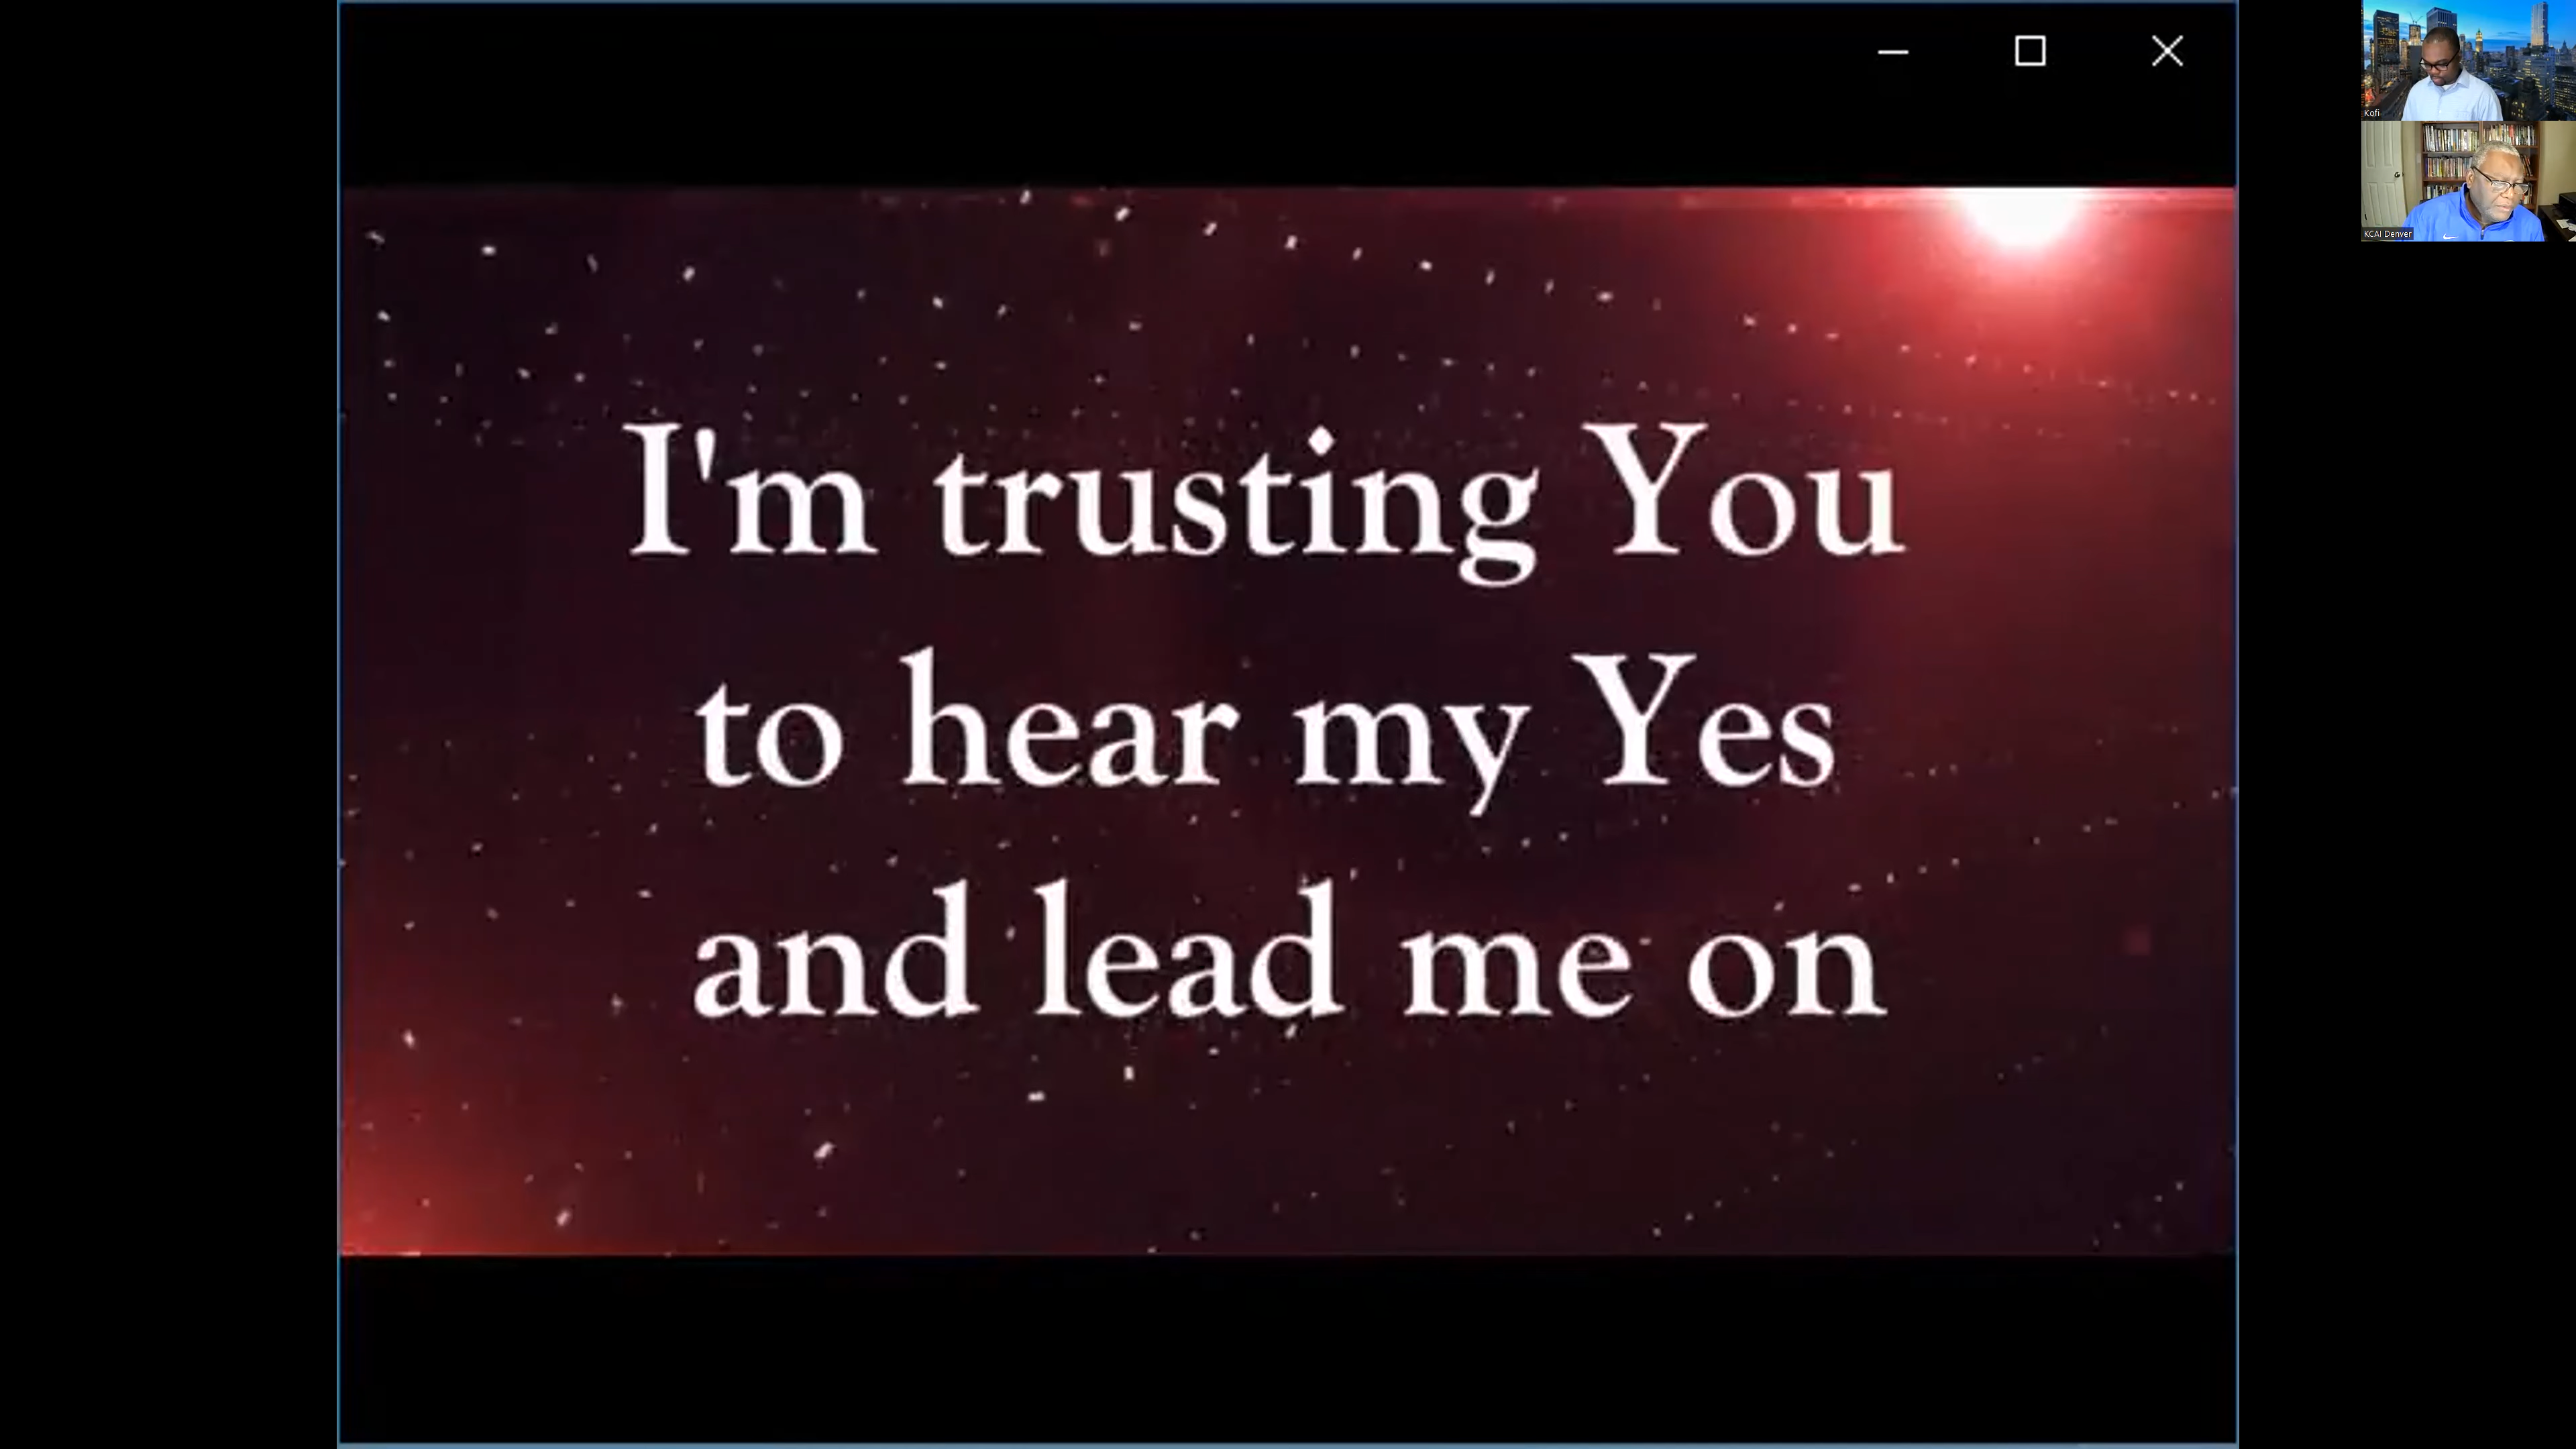 I'm trusting You
to hear my Yes
and lead me on
Kofi
KCAI Denver